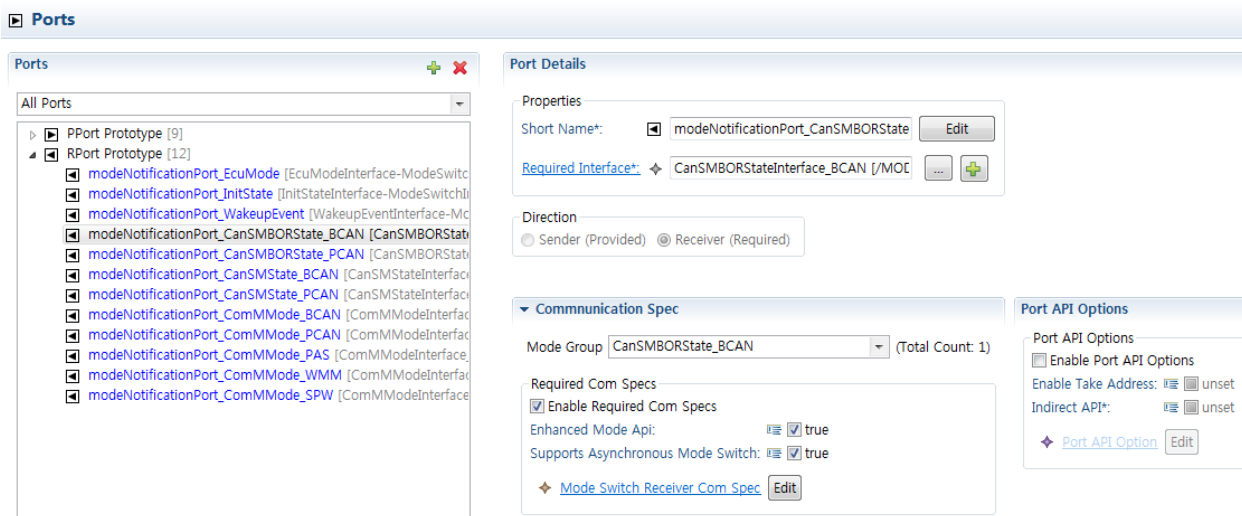 Ports
Ports
All Ports
PPort Prototype [9]
RPort Prototype [12]
modeNotificationPort_EcuMode [EcuModeInterface-ModeSwitc
modeNotificationPort_InitState [InitStateInterface-ModeSwitchI
modeNotificationPort_WakeupEvent [WakeupEventInterface-Mc
modeNotificationPort_CanSMBORState_BCAN [CanSMBORState
modeNotificationPort_CanSMBORState_PCAN [CanSMBORStat
modeNotificationPort_CanSMState_BCAN [CanSMStateInterfac
modeNotificationPort_CanSMState_PCAN [CanSMStateInterfac
modeNotificationPort_ComMMode_BCAN [ComMModeInterfac
modeNotificationPort_ComMMode_PCAN [ComMModeInterfac
modeNotificationPort_ComMMode_PAS [ComMModeInterface_
modeNotificationPort_ComMMode_WMM [ComMModeInterfac
modeNotificationPort_ComMMode_SPW [ComMModeInterface
Port Details
Properties
Short Name*: modeNotificationPort_CanSMBORState Edit
Required Interface*: CanSMBORStateInterface_BCAN [/MOD ...
Direction
Sender (Provided) Receiver (Required)
Commnunication Spec
Mode Group CanSMBORState_BCAN (Total Count: 1)
Required Com Specs
Enable Required Com Specs
Enhanced Mode Api: true
Supports Asynchronous Mode Switch: true
Mode Switch Receiver Com Spec Edit
Port API Options
Port API Options
Enable Port API Options
Enable Take Address: unset
Indirect API*: unset
Port API Option Edit